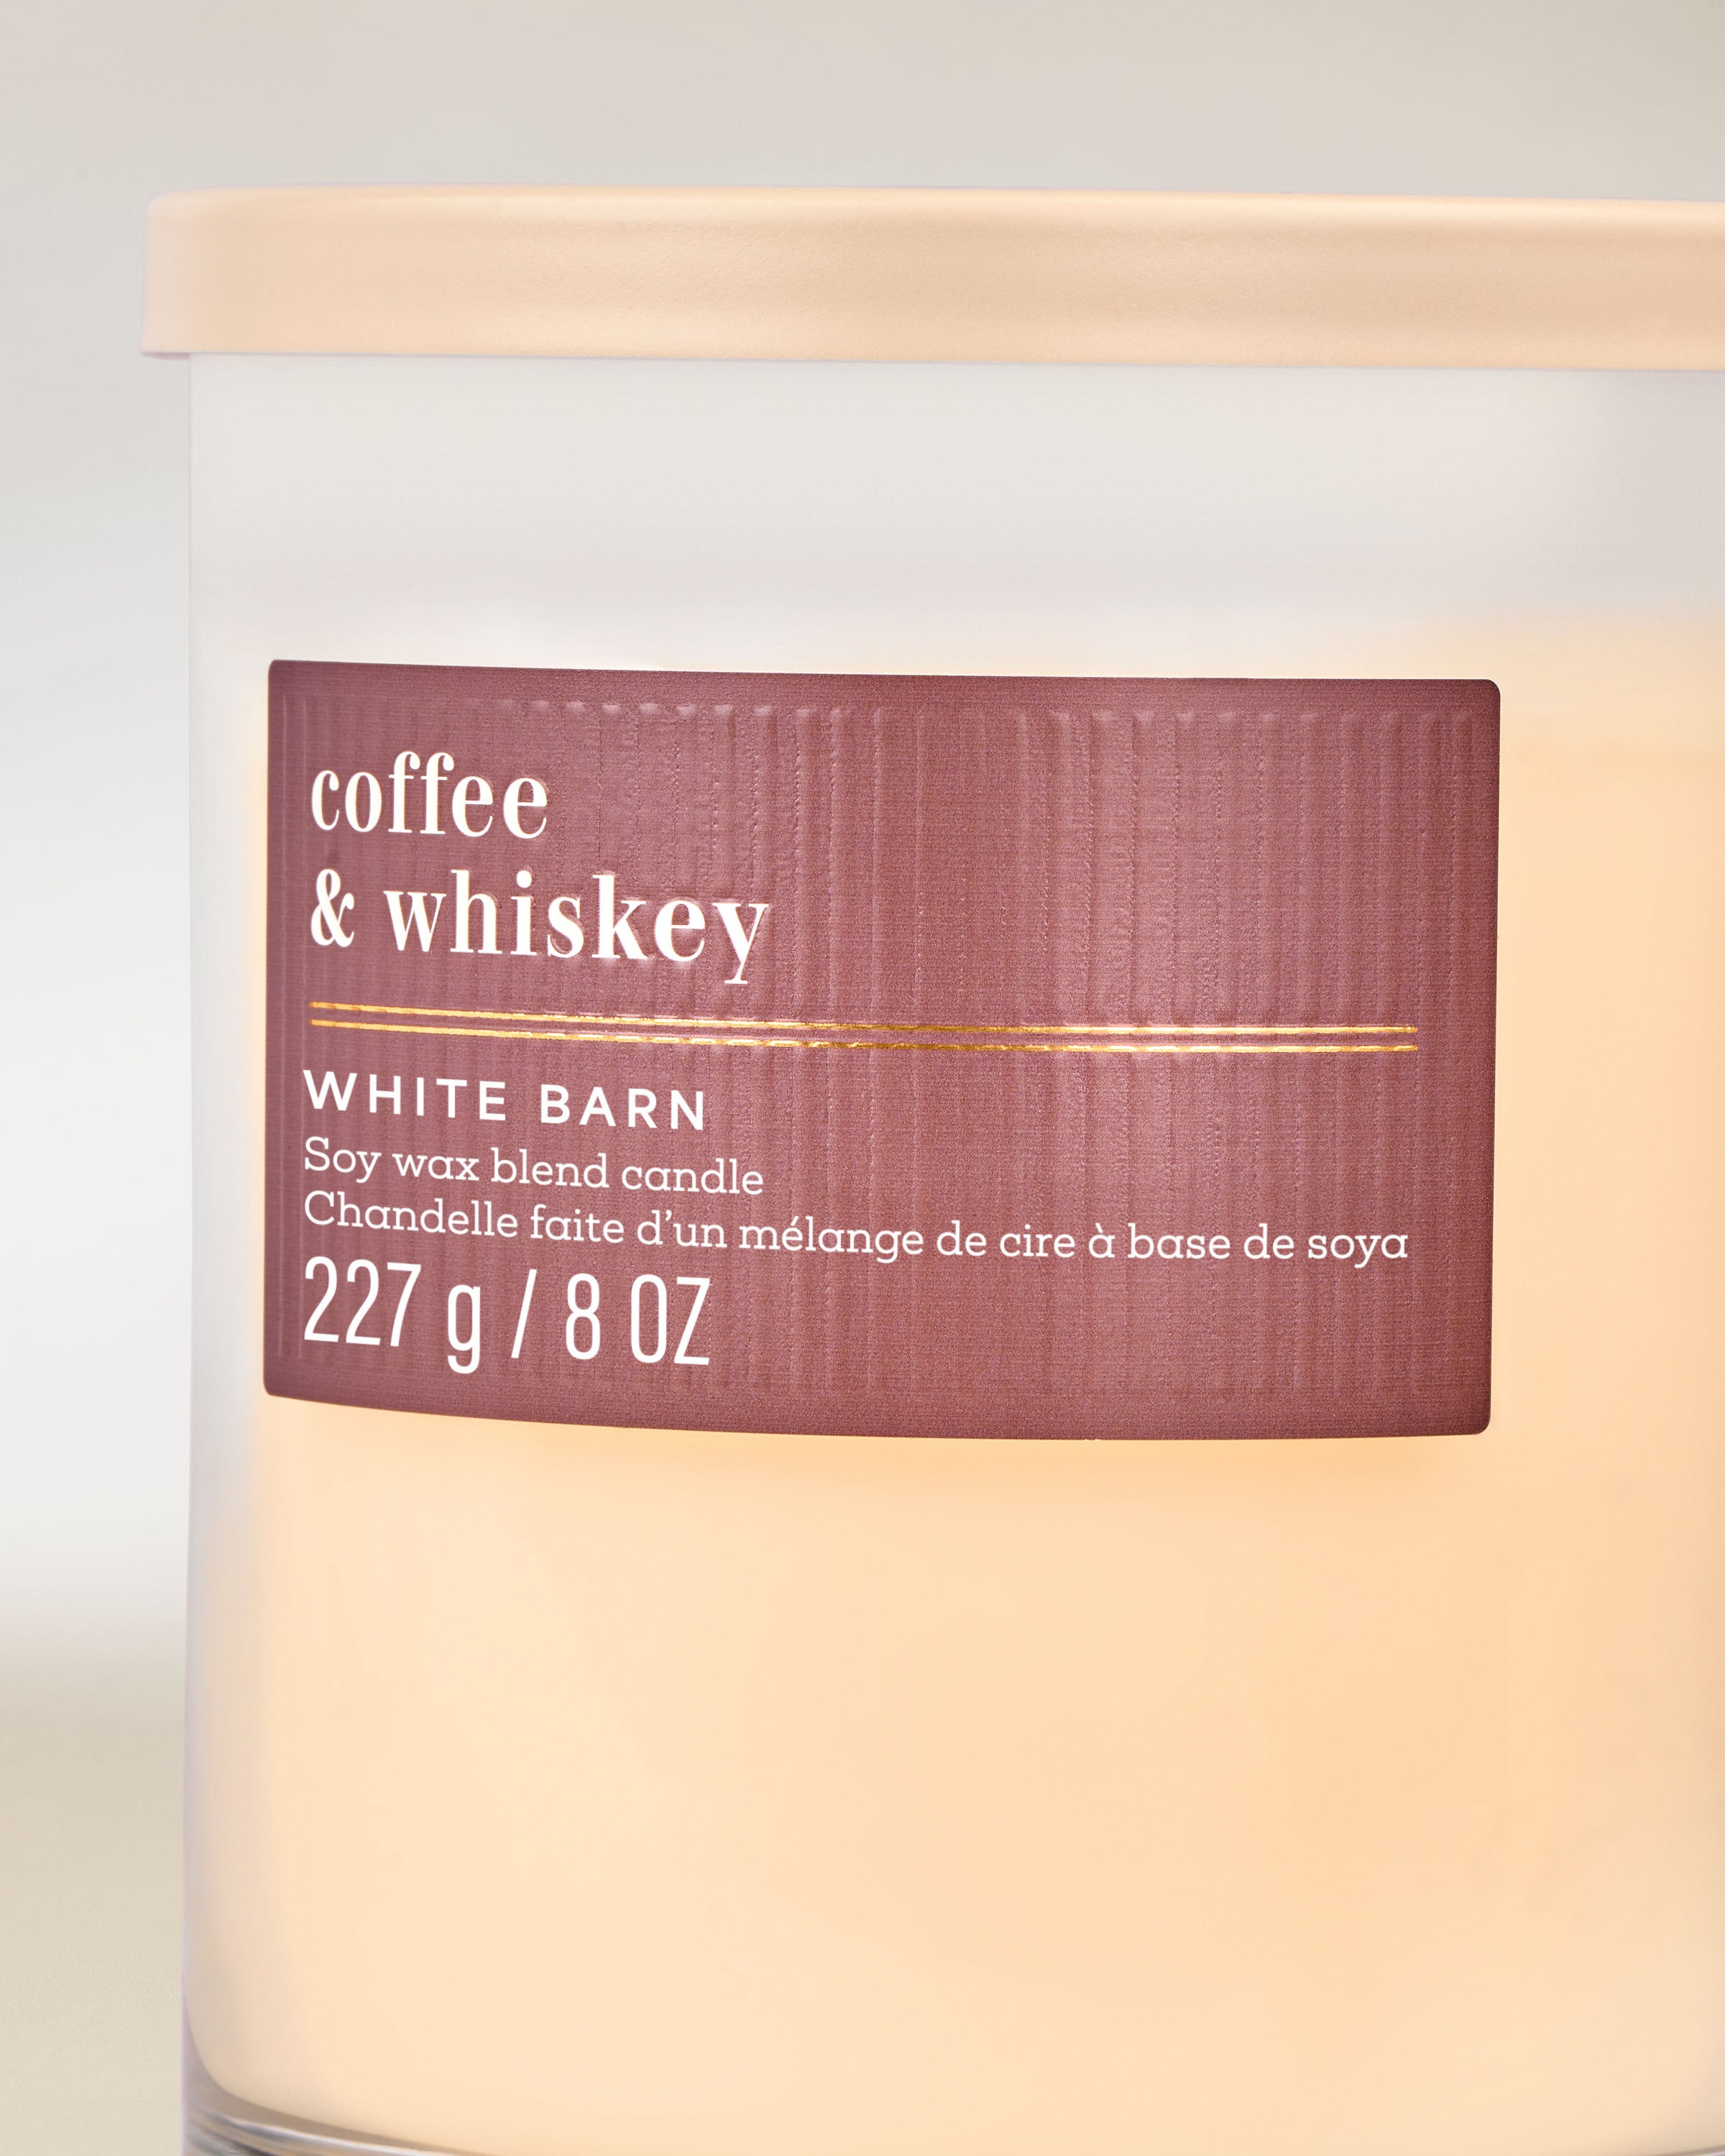 coffee
& whiskey
WHITE BARN
Soy wax blend candle
Chandelle faite d’un mélange de cire à base de soya
227 g / 8 OZ